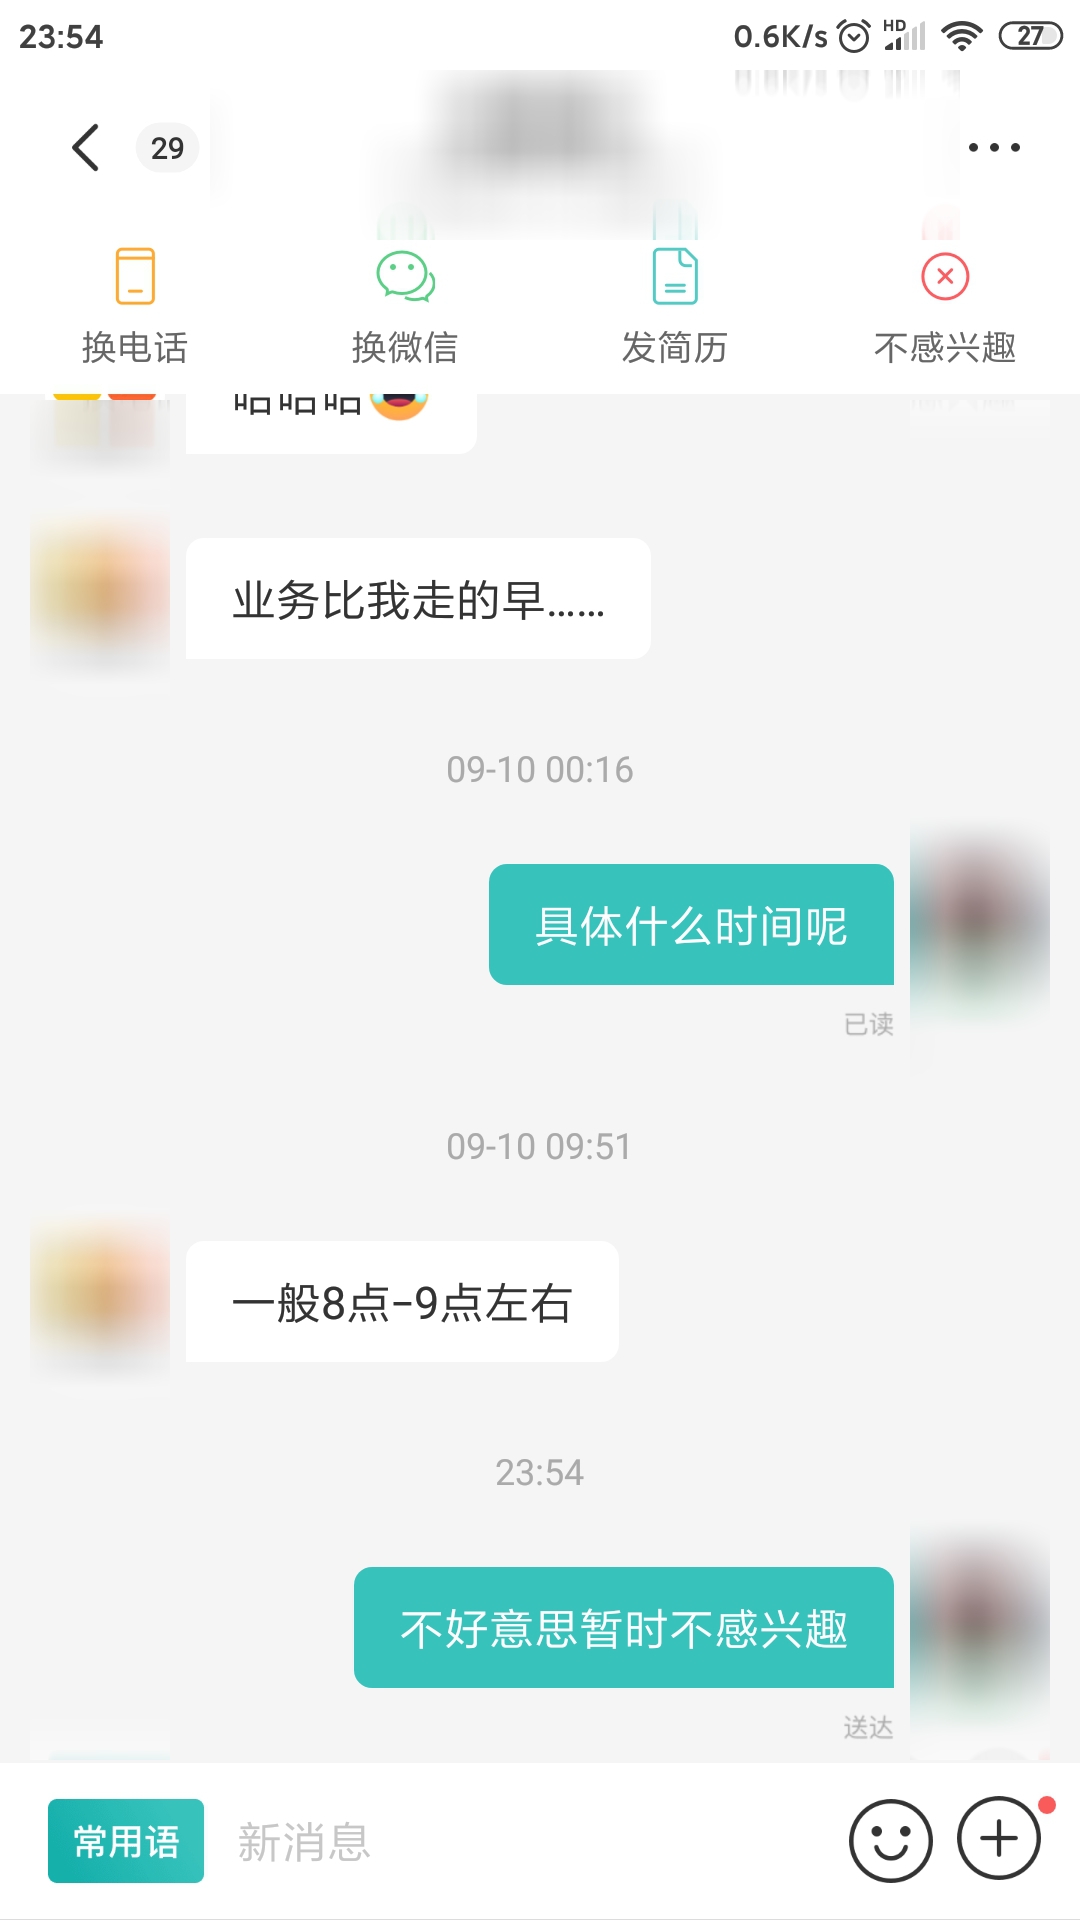 23:54
0.6K/s HD 27
29
换电话 换微信 发简历 不感兴趣
哈哈哈
业务比我走的早……
09-10 00:16
具体什么时间呢
已读
09-10 09:51
一般8点-9点左右
23:54
不好意思暂时不感兴趣
送达
常用语 新消息